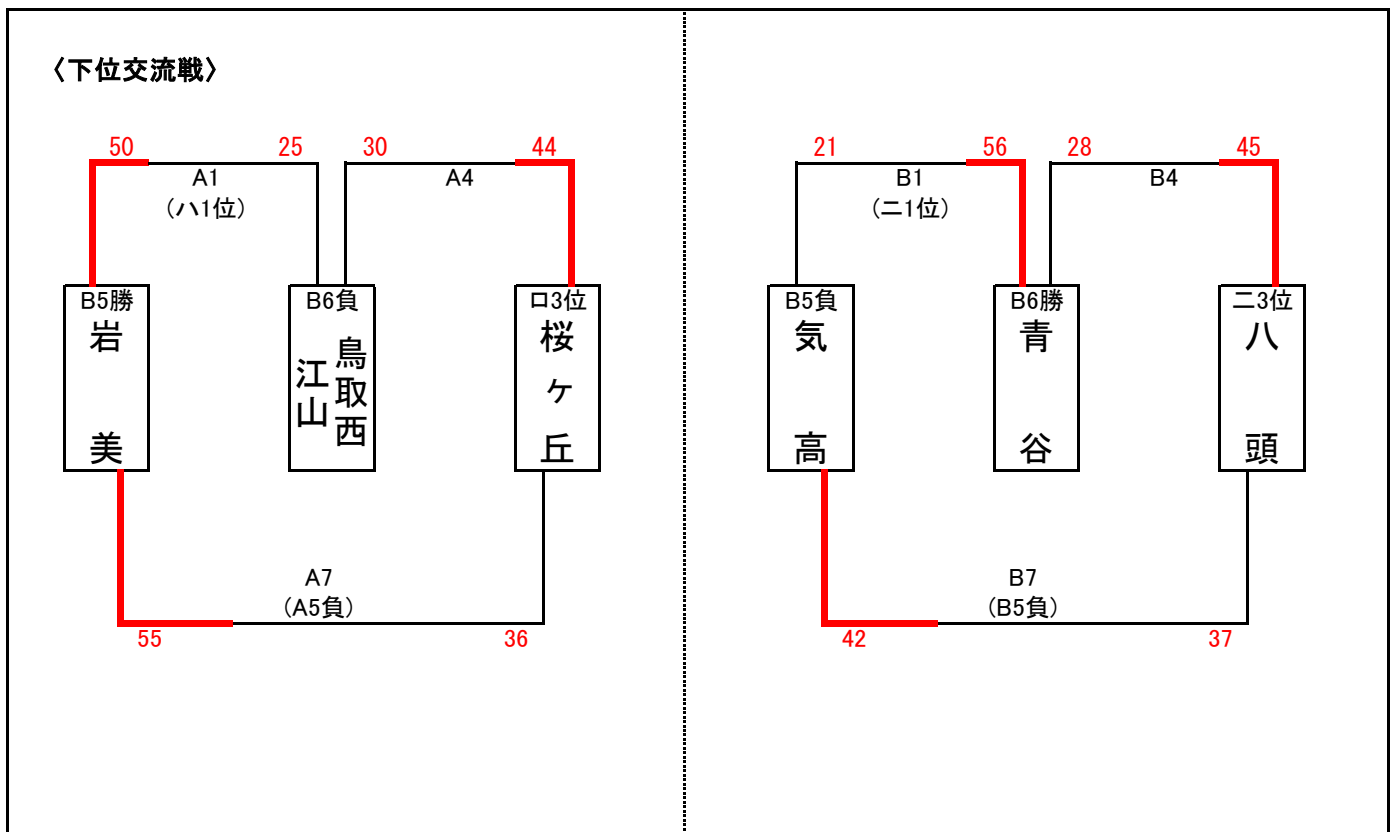 〈下位交流戦〉
50 25 30 44
A1 A4
(ハ1位)
B5勝 B6負 ロ3位
岩美
鳥取西
江山
桜ケ丘
A7
(A5負)
55 36
21 56 28 45
B1 B4
(ニ1位)
B5負 B6勝 ニ3位
気高
青谷
八頭
B7
(B5負)
42 37